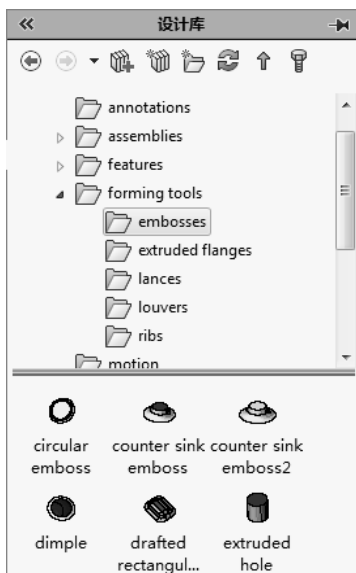 设计库
annotations
assemblies
features
forming tools
embosses
extruded flanges
lances
louvers
ribs
motion
circular counter sink counter sink
emboss emboss emboss2
dimple drafted extruded
rectangul... hole